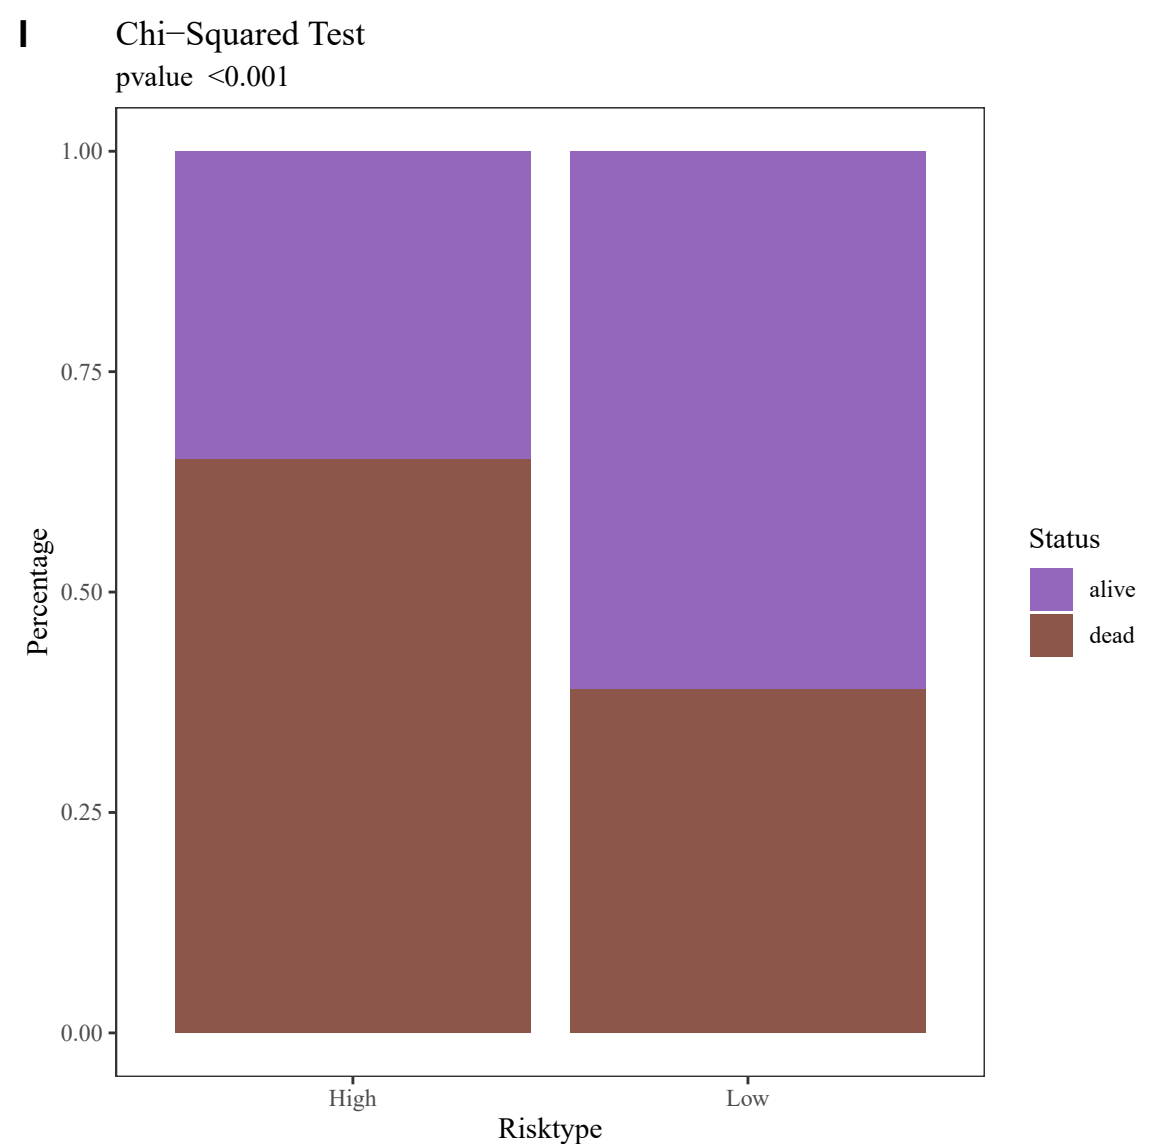 I
Chi−Squared Test
pvalue <0.001
1.00
0.75
0.50
0.25
0.00
Percentage
High
Low
Risktype
Status
alive
dead